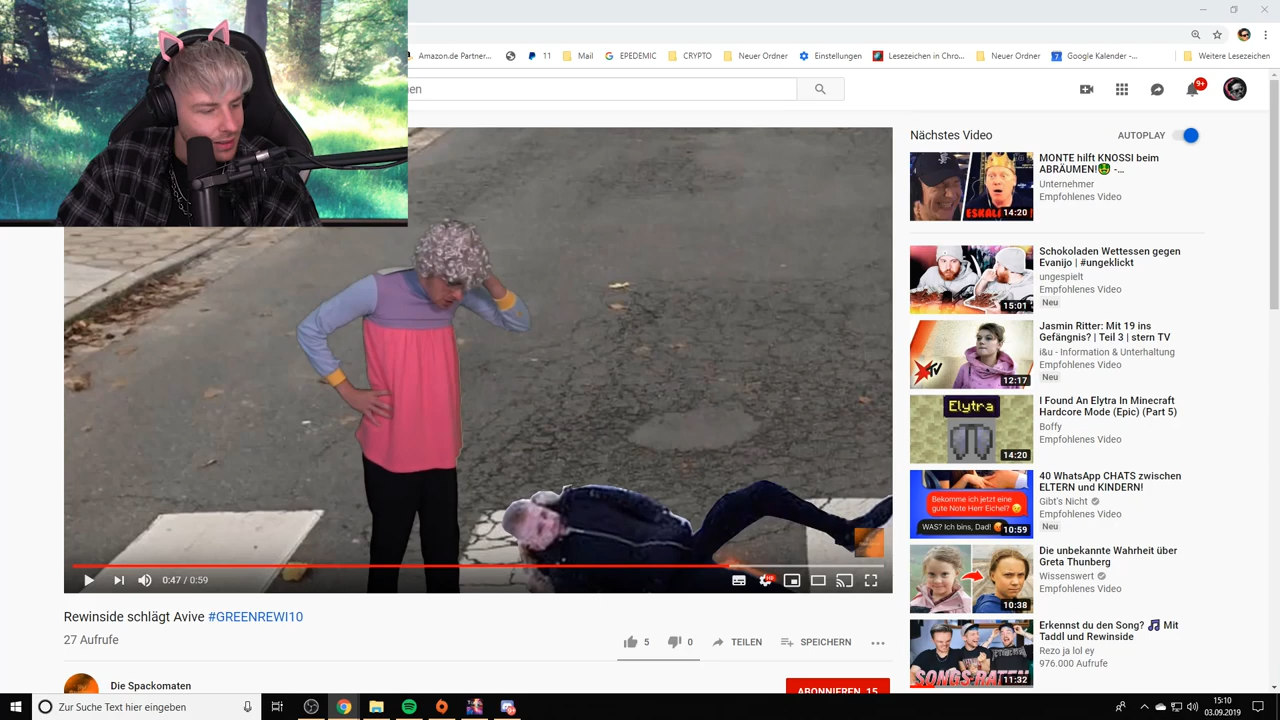 Amazon.de Partner...
11
Mail
EPEDEMIC
CRYPTO
Neuer Ordner
Einstellungen
Lesezeichen in Chro...
Neuer Ordner
7
Google Kalender -...
Weitere Lesezeichen
en
9+
Nächstes Video
AUTOPLAY
MONTE hilft KNOSSI beim
ABRÄUMEN!🤑 -...
Unternehmer
Empfohlenes Video
14:20
Schokoladen Wettessen gegen
Evanijo | #ungeklickt
ungespielt
Empfohlenes Video
Neu
15:01
Jasmin Ritter: Mit 19 ins
Gefängnis? | Teil 3 | stern TV
i&u - Information & Unterhaltung
Empfohlenes Video
Neu
12:17
I Found An Elytra In Minecraft
Hardcore Mode (Epic) (Part 5)
Boffy
Empfohlenes Video
Elytra
14:20
40 WhatsApp CHATS zwischen
ELTERN und KINDERN!
Gibt's Nicht
Empfohlenes Video
Neu
Bekomme ich jetzt eine
gute Note Herr Eichel?
WAS? Ich bins, Dad!
10:59
Die unbekannte Wahrheit über
Greta Thunberg
Wissenswert
Empfohlenes Video
10:38
Erkennst du den Song? 🎵 Mit
Taddl und Rewinside
Rezo ja lol ey
976.000 Aufrufe
SONGS RATEN
11:32
0:47 / 0:59
HD
Rewinside schlägt Avive #GREENREWI10
27 Aufrufe
5
0
TEILEN
SPEICHERN
Die Spackomaten
ABONNIEREN 15
Zur Suche Text hier eingeben
15:10
03.09.2019